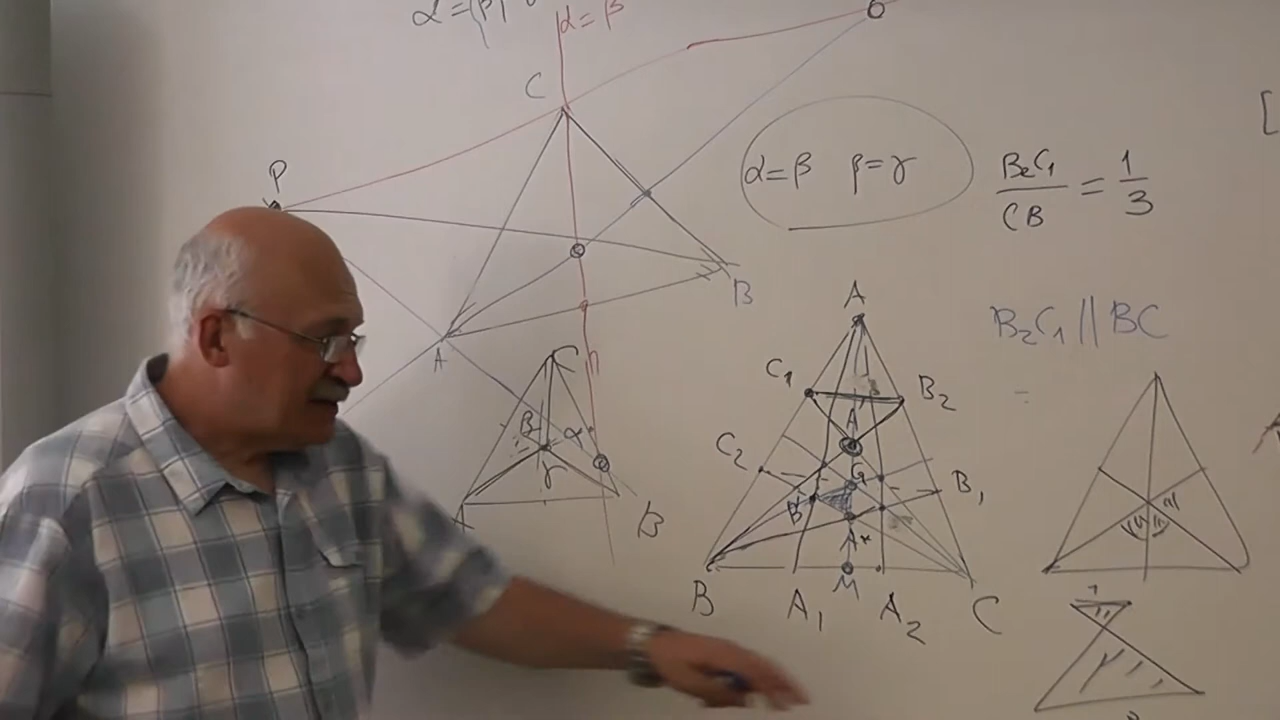 α = β
C
P
α=β β=γ
B₂C₁/CB = 1/3
B
A
A
B₂C₁ || BC
C
C₁
B₂
β
α
γ
C₂
A'
G
B₁
B'
A*
B
B
A₁
M
A₂
C